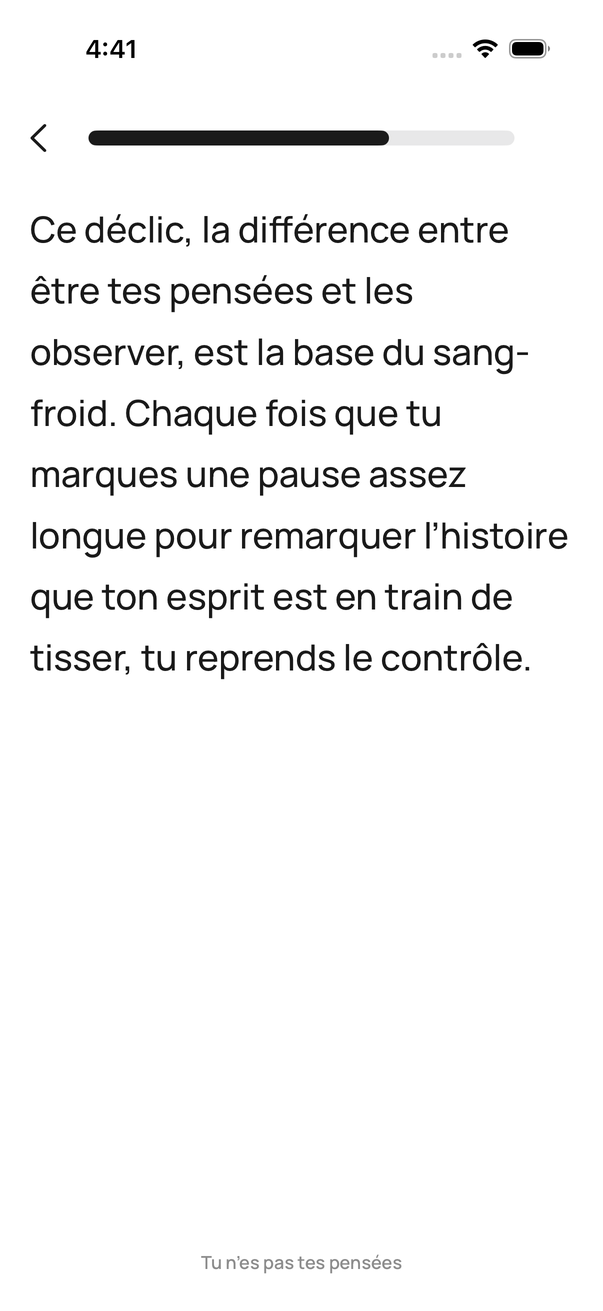 4:41
Ce déclic, la différence entre
être tes pensées et les
observer, est la base du sang-
froid. Chaque fois que tu
marques une pause assez
longue pour remarquer l’histoire
que ton esprit est en train de
tisser, tu reprends le contrôle.
Tu n’es pas tes pensées